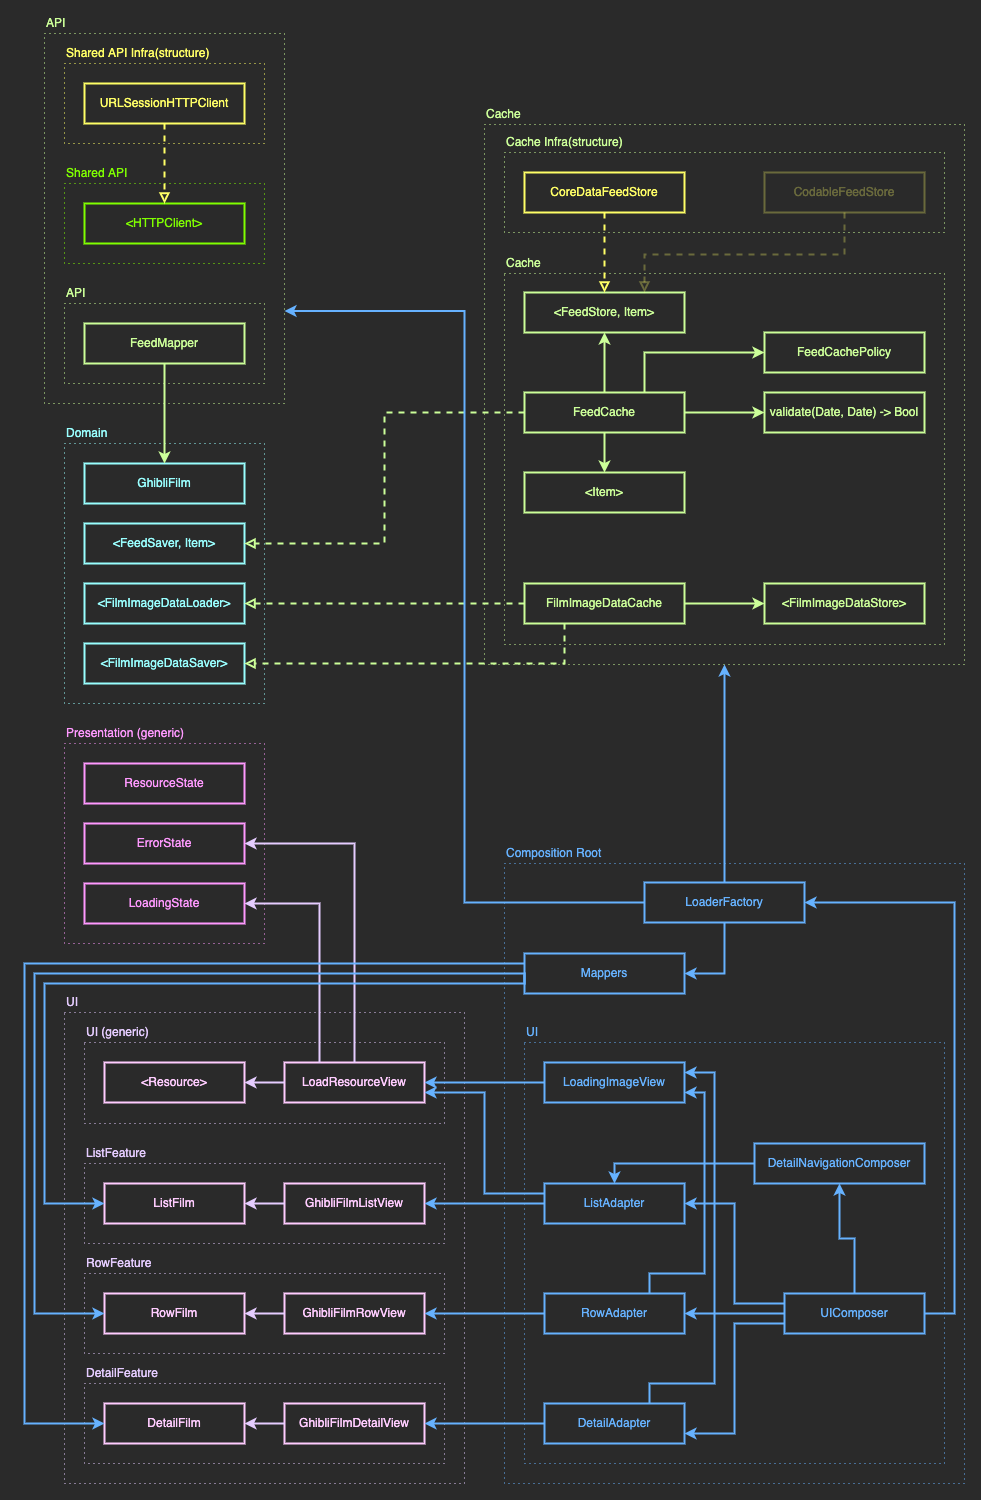 API
Shared API Infra(structure)
URLSessionHTTPClient
Shared API
<HTTPClient>
API
FeedMapper
Domain
GhibliFilm
<FeedSaver, Item>
<FilmImageDataLoader>
<FilmImageDataSaver>
Cache
Cache Infra(structure)
CoreDataFeedStore
CodableFeedStore
Cache
<FeedStore, Item>
FeedCachePolicy
FeedCache
validate(Date, Date) -> Bool
<Item>
FilmImageDataCache
<FilmImageDataStore>
Presentation (generic)
ResourceState
ErrorState
LoadingState
Composition Root
LoaderFactory
Mappers
UI
UI (generic)
<Resource>
LoadResourceView
ListFeature
ListFilm
GhibliFilmListView
RowFeature
RowFilm
GhibliFilmRowView
DetailFeature
DetailFilm
GhibliFilmDetailView
UI
LoadingImageView
DetailNavigationComposer
ListAdapter
RowAdapter
UIComposer
DetailAdapter